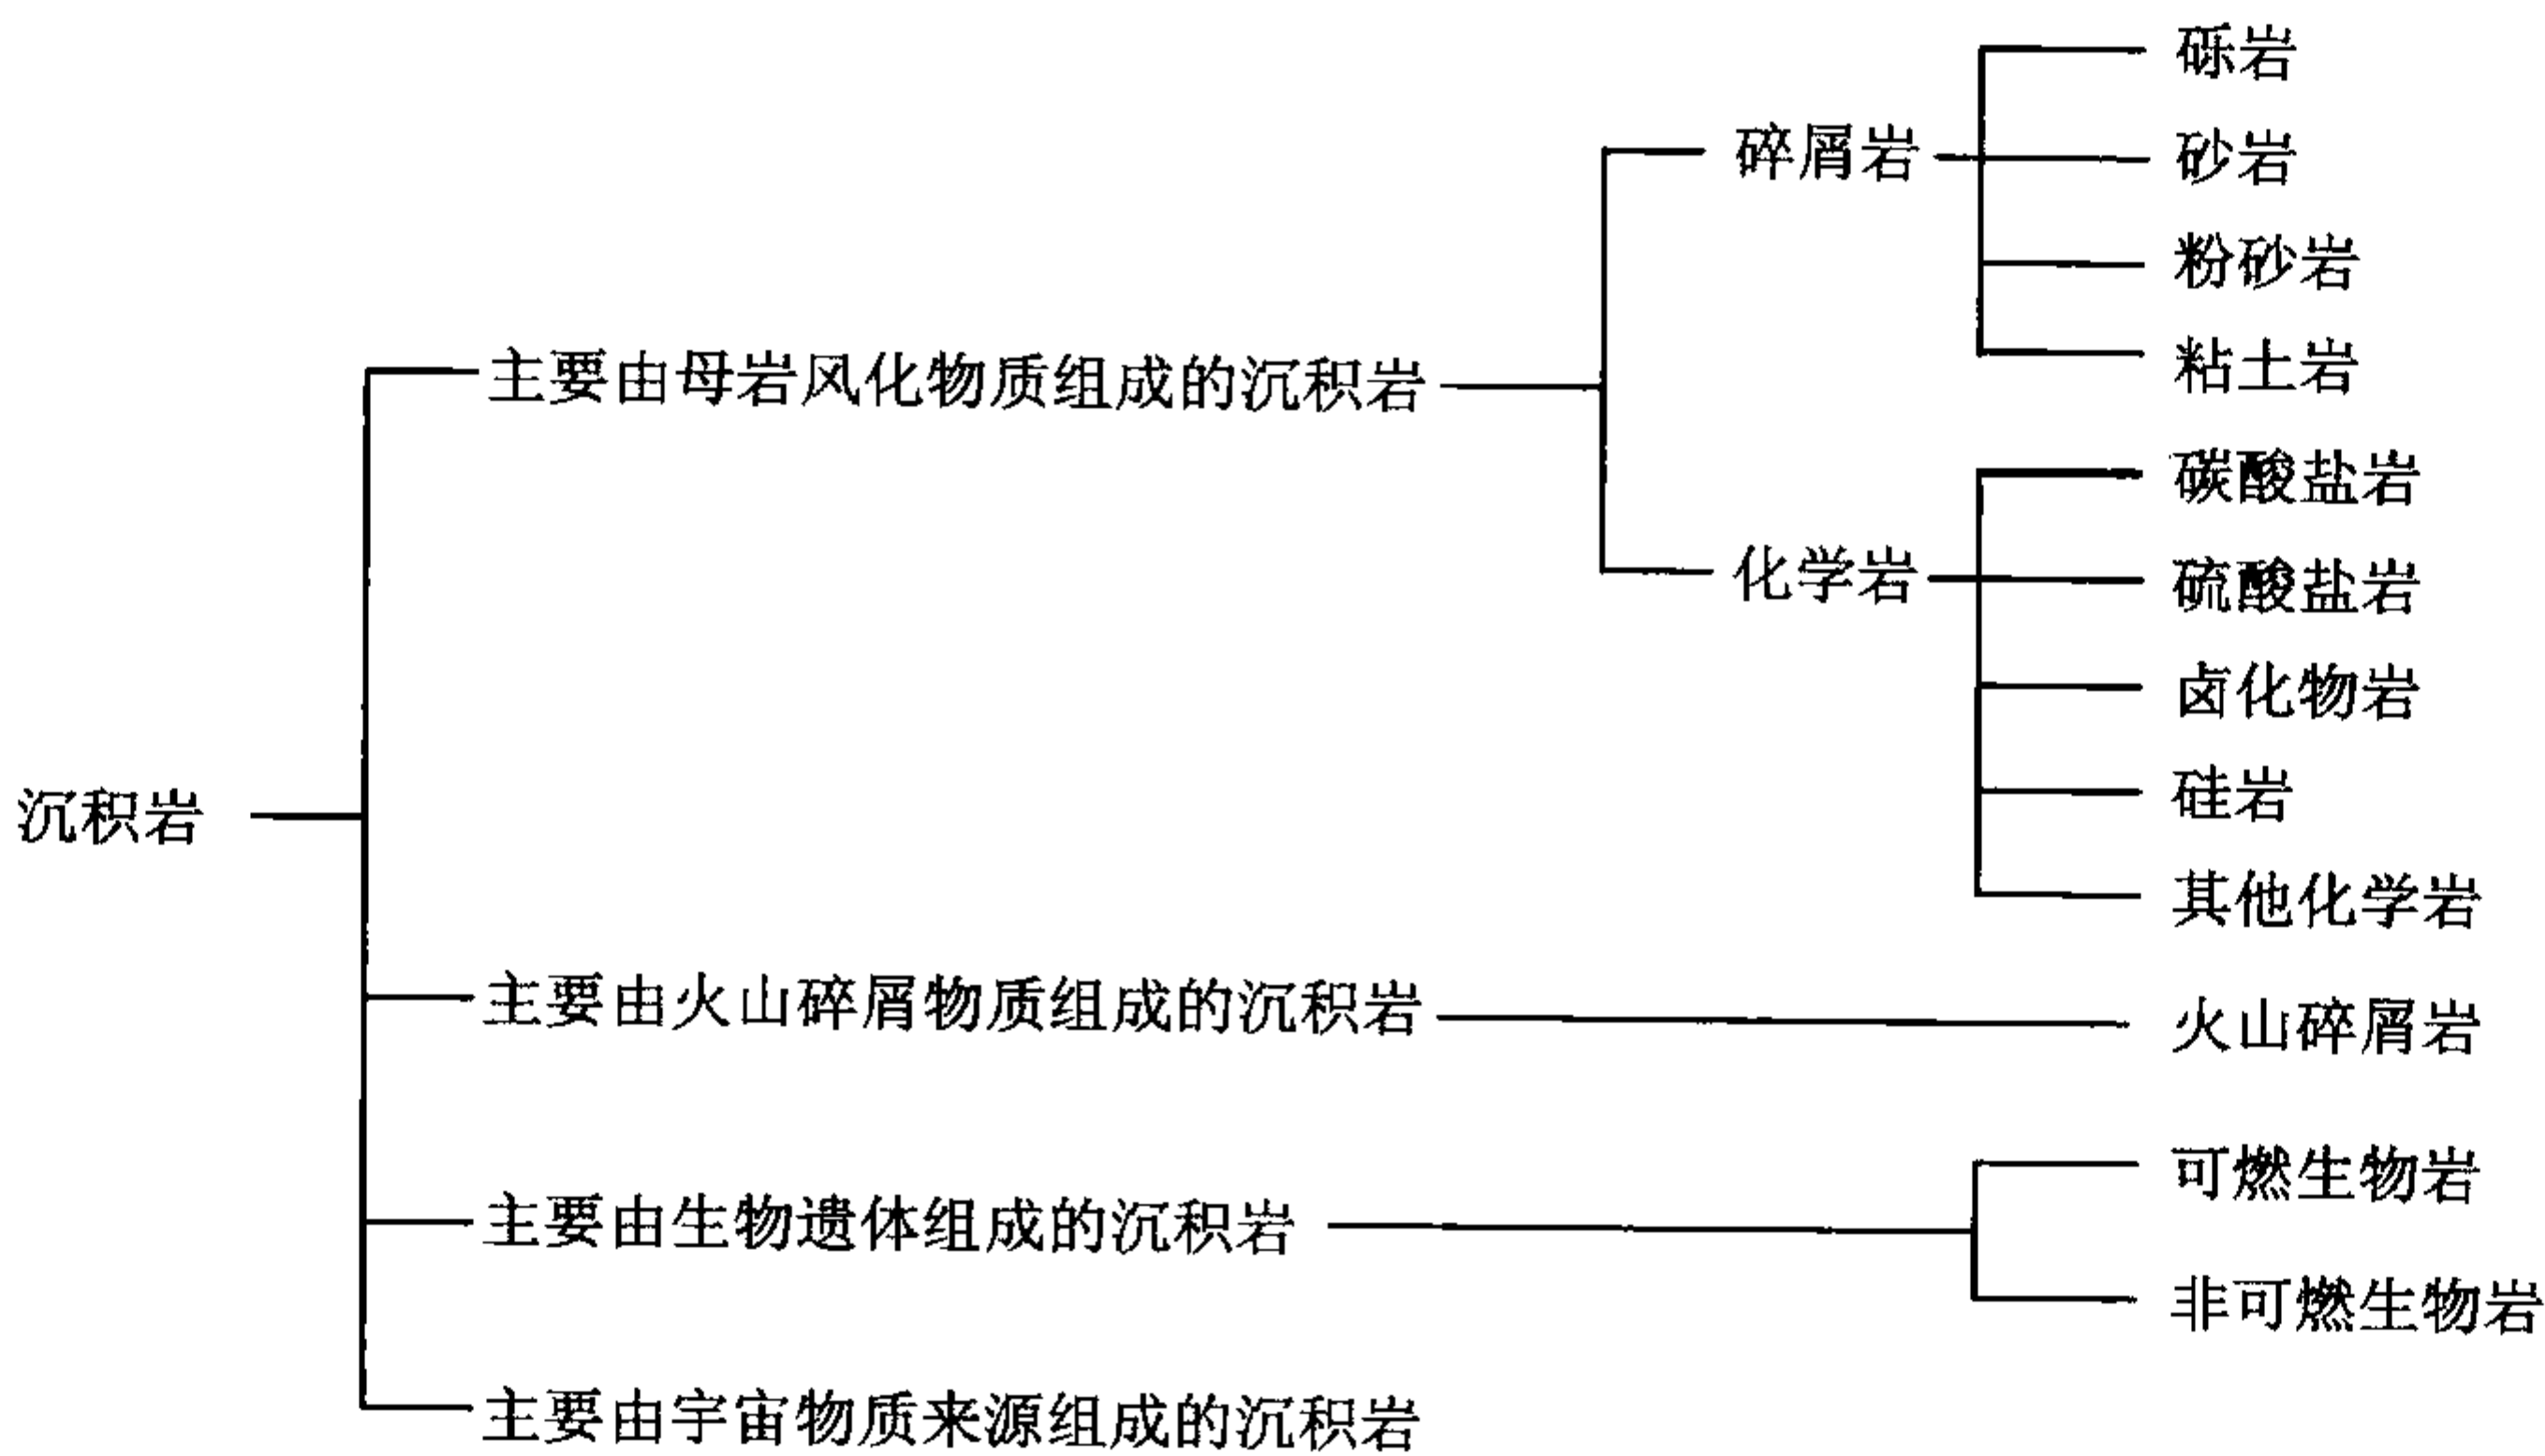 砾岩
碎屑岩
砂岩
粉砂岩
主要由母岩风化物质组成的沉积岩
粘土岩
碳酸盐岩
化学岩
硫酸盐岩
卤化物岩
沉积岩
硅岩
其他化学岩
主要由火山碎屑物质组成的沉积岩
火山碎屑岩
可燃生物岩
主要由生物遗体组成的沉积岩
非可燃生物岩
主要由宇宙物质来源组成的沉积岩